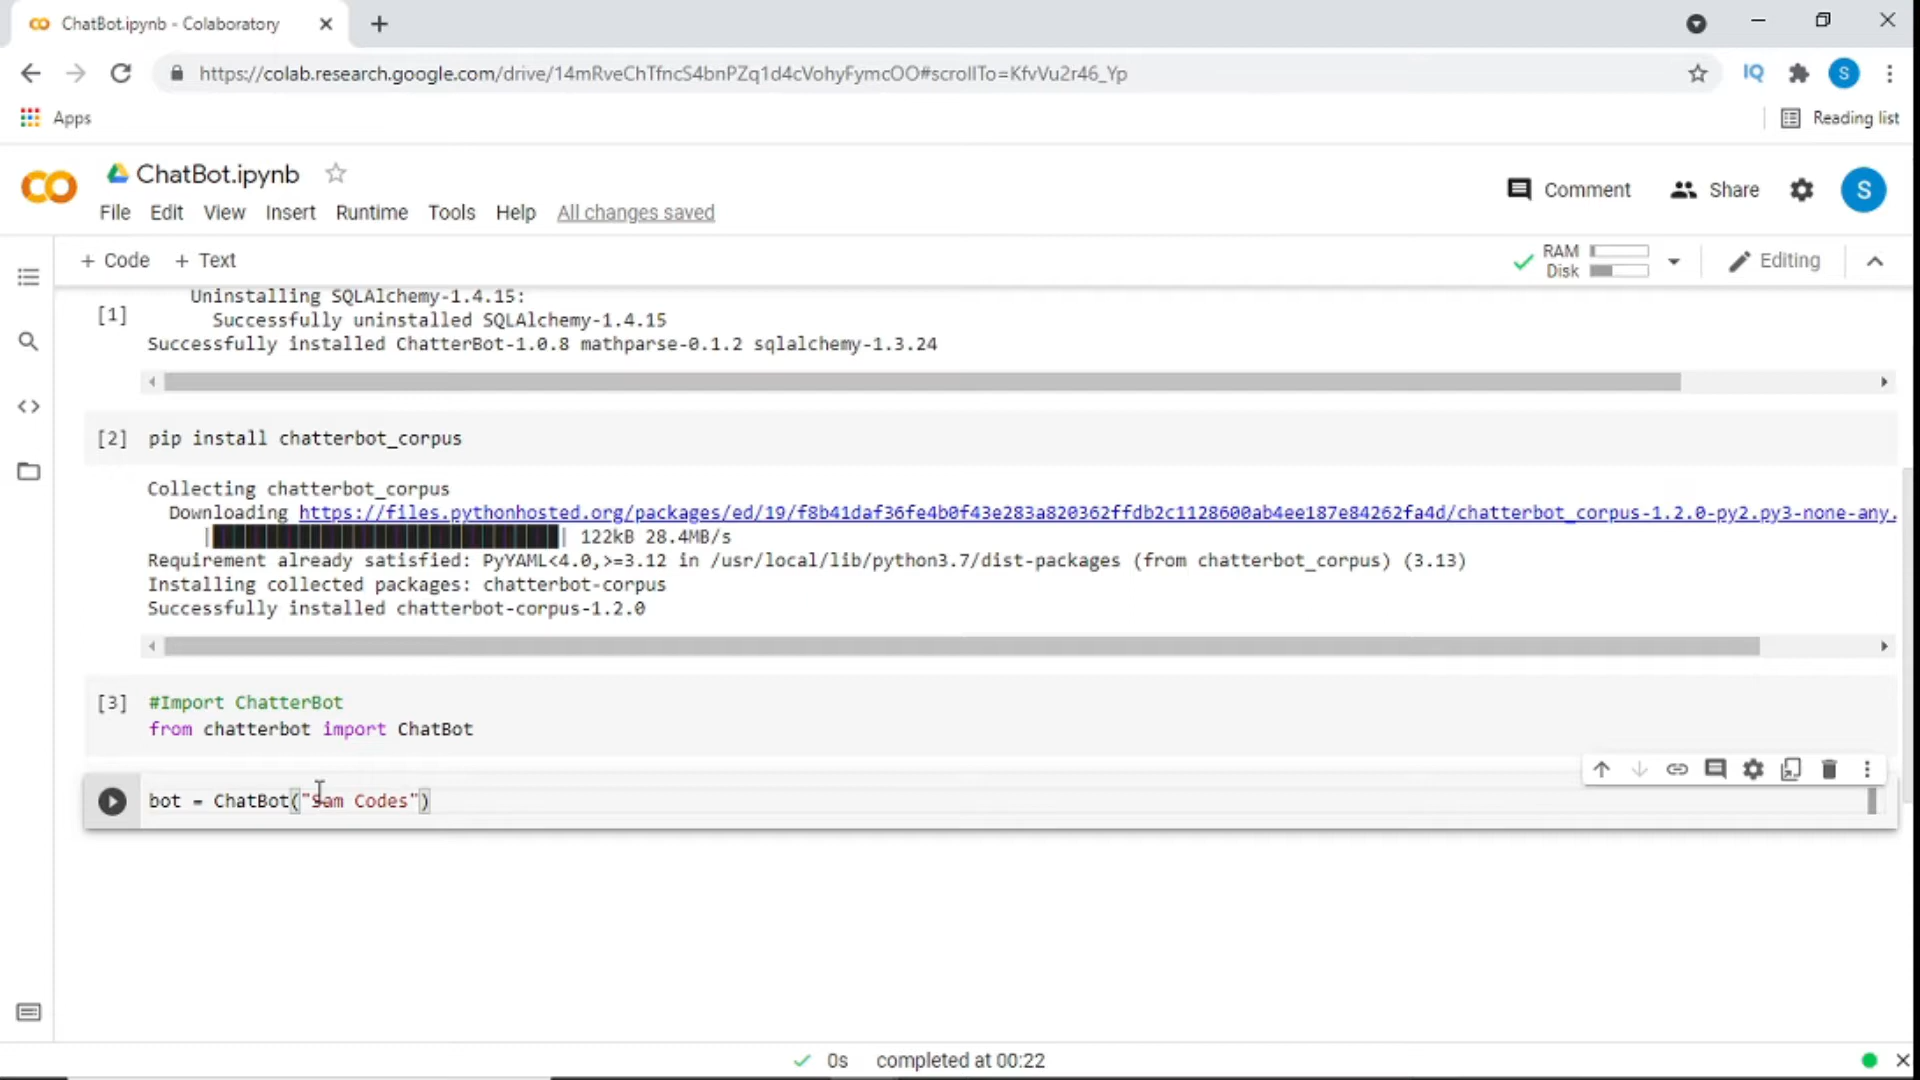 ChatBot.ipynb - Colaboratory
https://colab.research.google.com/drive/14mRveChTfncS4bnPZq1d4cVohyFymcOO#scrollTo=KfvVu2r46_Yp
IQ
S
Apps
Reading list
CO
ChatBot.ipynb
Comment
Share
S
File Edit View Insert Runtime Tools Help All changes saved
+ Code + Text
RAM
Disk
Editing
Uninstalling SQLAlchemy-1.4.15:
[1]
Successfully uninstalled SQLAlchemy-1.4.15
Successfully installed ChatterBot-1.0.8 mathparse-0.1.2 sqlalchemy-1.3.24
[2] pip install chatterbot_corpus
Collecting chatterbot_corpus
Downloading https://files.pythonhosted.org/packages/ed/19/f8b41daf36fe4b0f43e283a820362ffdb2c1128600ab4ee187e84262fa4d/chatterbot_corpus-1.2.0-py2.py3-none-any.
| | 122kB 28.4MB/s
Requirement already satisfied: PyYAML<4.0,>=3.12 in /usr/local/lib/python3.7/dist-packages (from chatterbot_corpus) (3.13)
Installing collected packages: chatterbot-corpus
Successfully installed chatterbot-corpus-1.2.0
[3] #Import ChatterBot
from chatterbot import ChatBot
bot = ChatBot("Sam Codes")
0s completed at 00:22